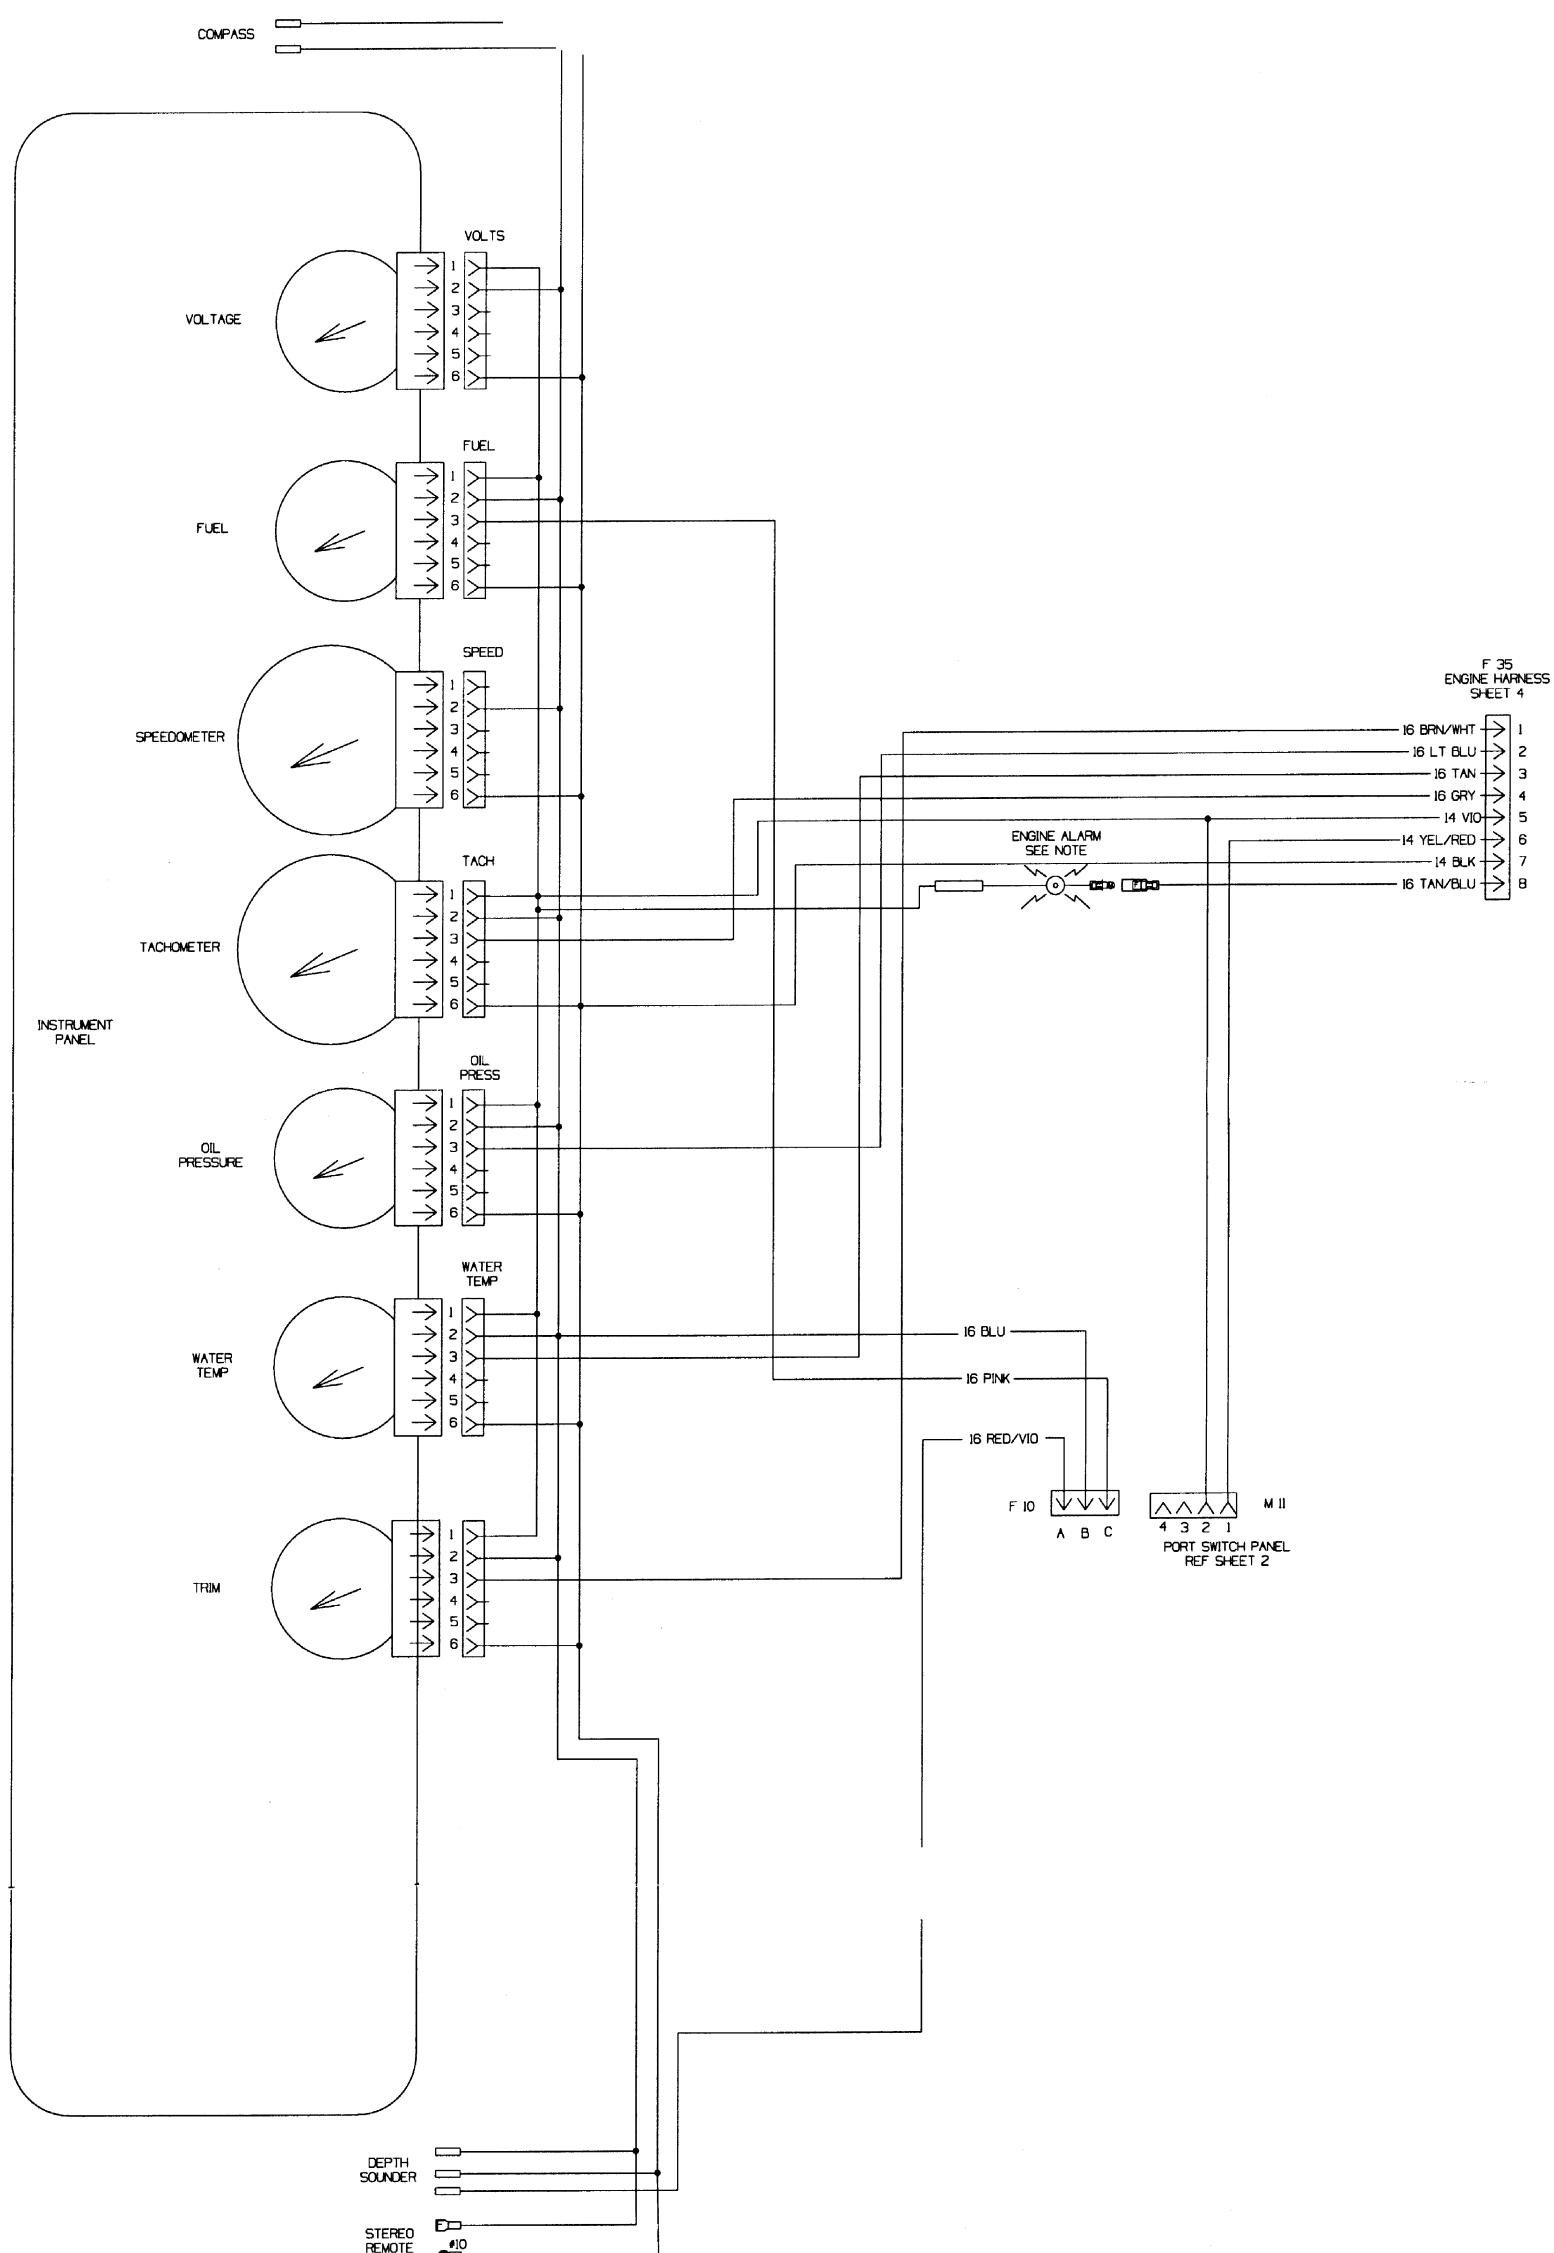 COMPASS
VOLTS
1
2
3
4
5
6
VOLTAGE
FUEL
1
2
3
4
5
6
FUEL
SPEED
1
2
3
4
5
6
SPEEDOMETER
F 35
ENGINE HARNESS
SHEET 4
16 BRN/WHT 1
16 LT BLU 2
16 TAN 3
16 GRY 4
14 VIO 5
14 YEL/RED 6
14 BLK 7
16 TAN/BLU 8
ENGINE ALARM
SEE NOTE
TACH
1
2
3
4
5
6
TACHOMETER
INSTRUMENT
PANEL
OIL
PRESS
1
2
3
4
5
6
OIL
PRESSURE
WATER
TEMP
1
2
3
4
5
6
WATER
TEMP
16 BLU
16 PINK
16 RED/VIO
F 10
A B C
M 11
4 3 2 1
PORT SWITCH PANEL
REF SHEET 2
1
2
3
4
5
6
TRIM
DEPTH
SOUNDER
STEREO
REMOTE
#10